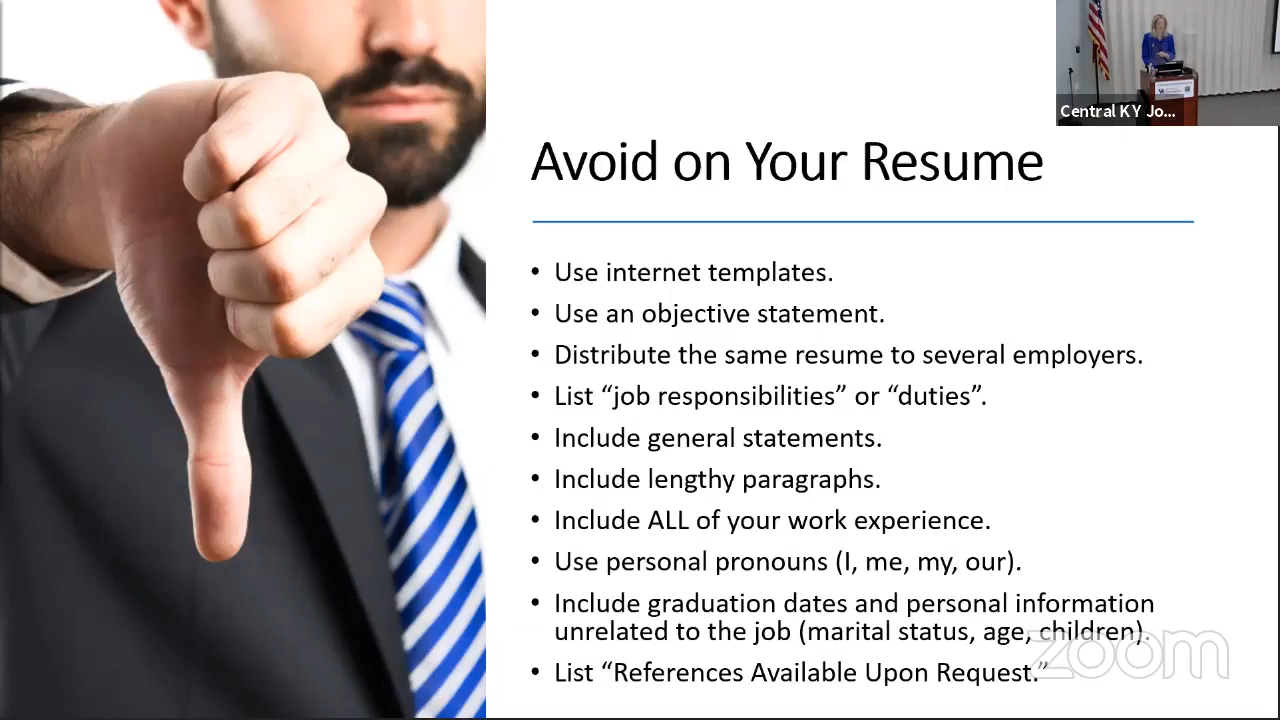 Central KY Jo...
Avoid on Your Resume
• Use internet templates.
• Use an objective statement.
• Distribute the same resume to several employers.
• List “job responsibilities” or “duties”.
• Include general statements.
• Include lengthy paragraphs.
• Include ALL of your work experience.
• Use personal pronouns (I, me, my, our).
• Include graduation dates and personal information
unrelated to the job (marital status, age, children).
• List “References Available Upon Request.”
zoom